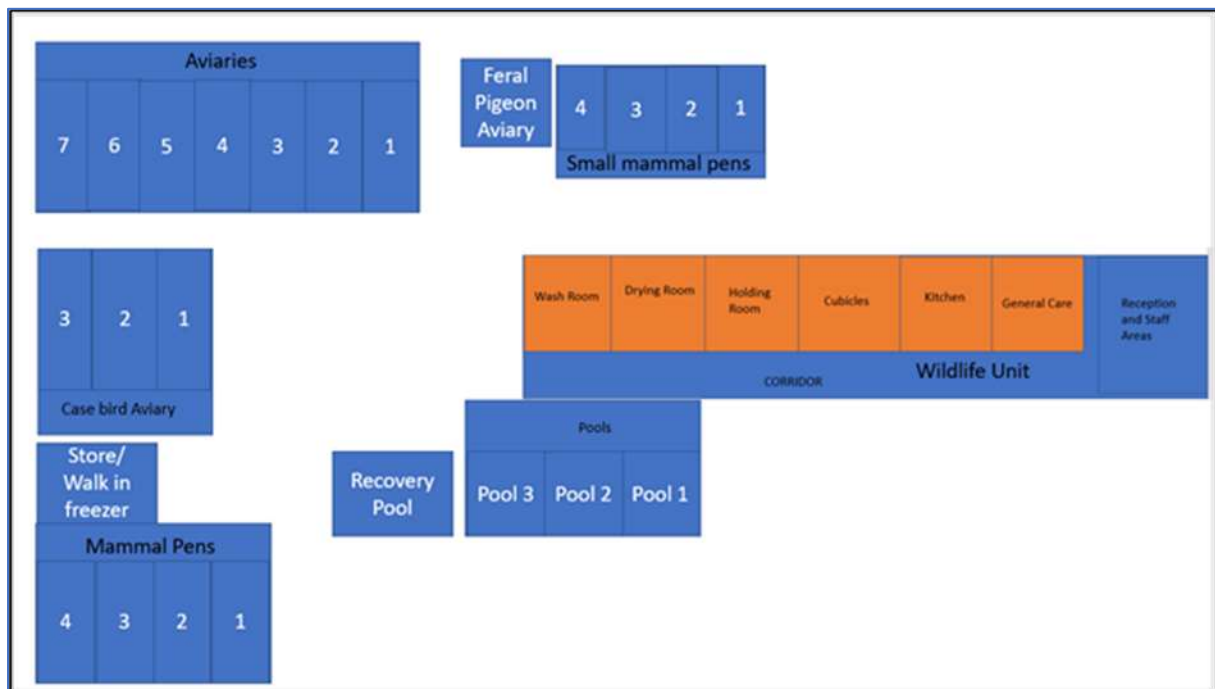 Aviaries
7 6 5 4 3 2 1
Feral
Pigeon
Aviary
4 3 2 1
Small mammal pens
3 2 1
Case bird Aviary
Wash Room
Drying Room
Holding
Room
Cubicles
Kitchen
General Care
Reception
and Staff
Areas
Wildlife Unit
CORRIDOR
Store/
Walk in
freezer
Recovery
Pool
Pools
Pool 3 Pool 2 Pool 1
Mammal Pens
4 3 2 1